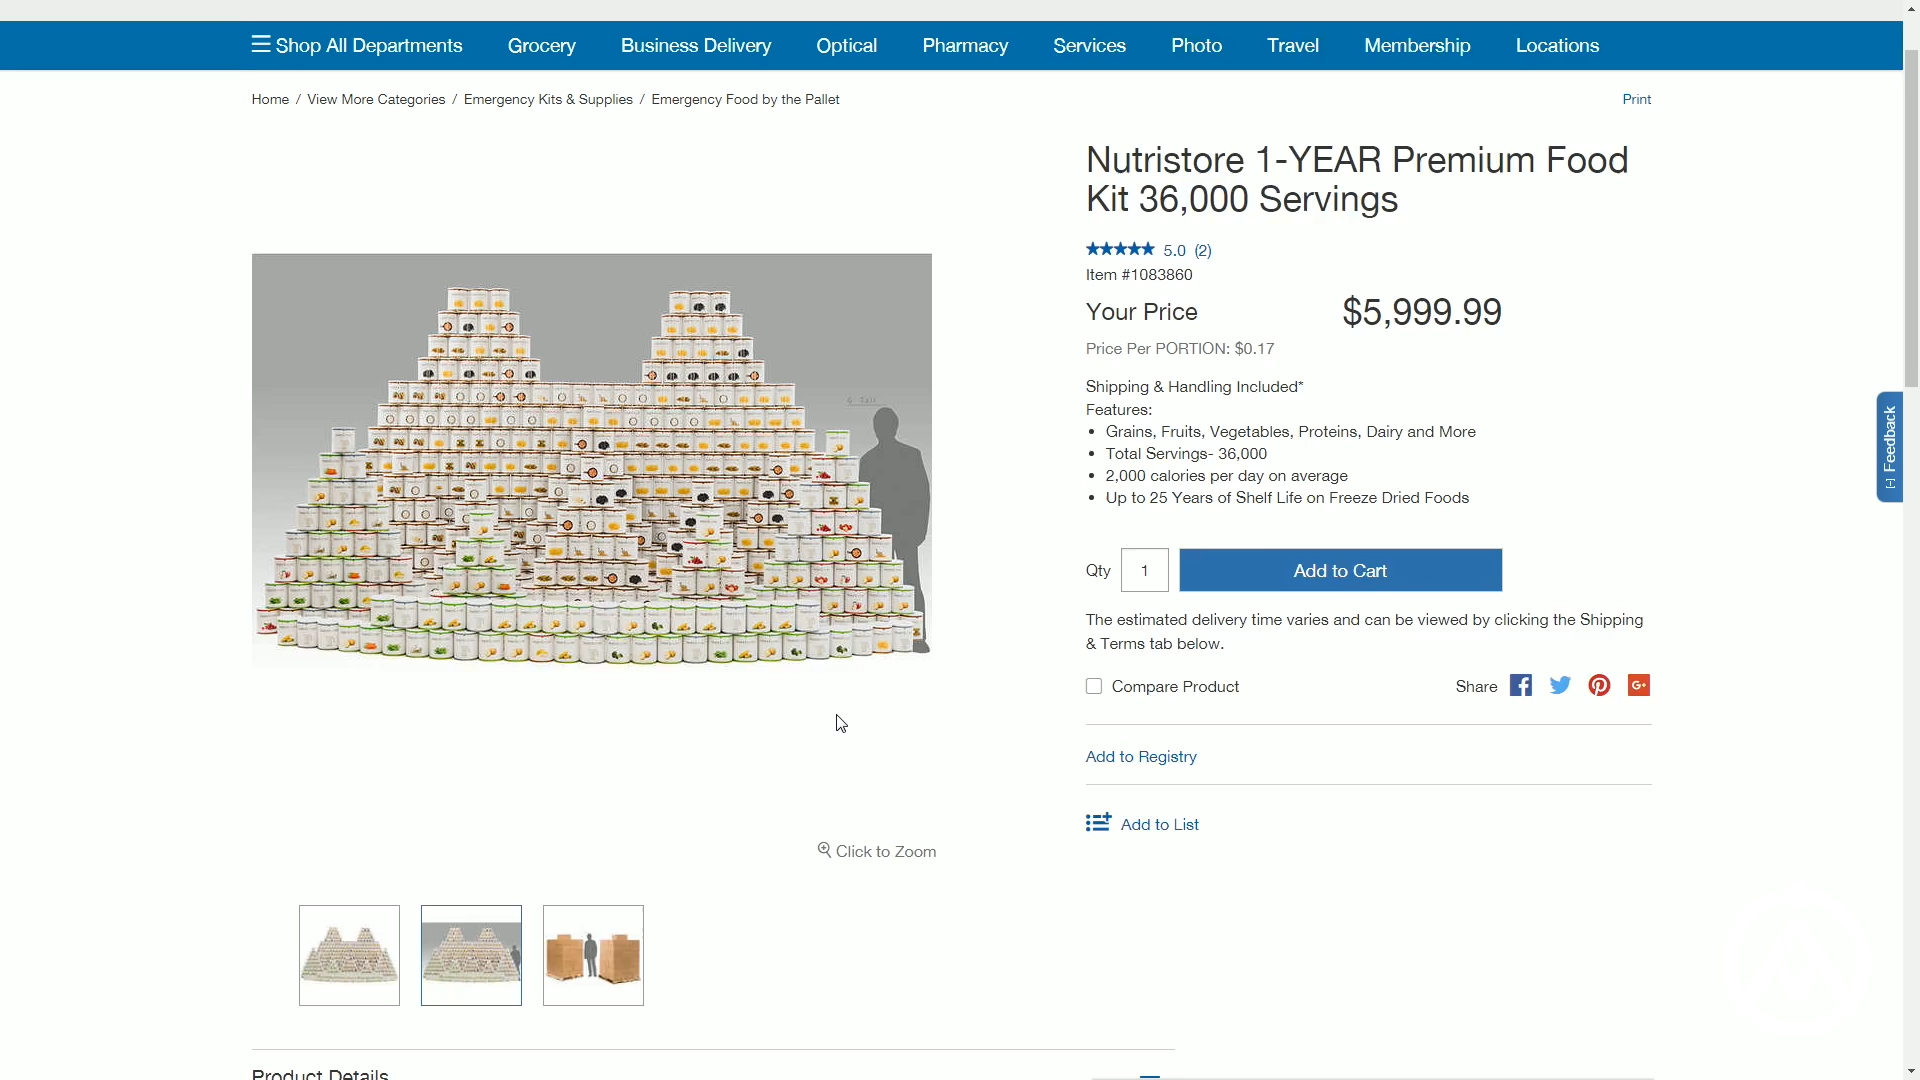 Shop All Departments Grocery Business Delivery Optical Pharmacy Services Photo Travel Membership Locations
Home / View More Categories / Emergency Kits & Supplies / Emergency Food by the Pallet
Print
Nutristore 1-YEAR Premium Food
Kit 36,000 Servings
5.0 (2)
Item #1083860
Your Price $5,999.99
Price Per PORTION: $0.17
Shipping & Handling Included*
Features:
• Grains, Fruits, Vegetables, Proteins, Dairy and More
• Total Servings- 36,000
• 2,000 calories per day on average
• Up to 25 Years of Shelf Life on Freeze Dried Foods
[-] Feedback
Qty 1 Add to Cart
The estimated delivery time varies and can be viewed by clicking the Shipping
& Terms tab below.
Compare Product
Share
G+
Add to Registry
Add to List
Click to Zoom
Product Details